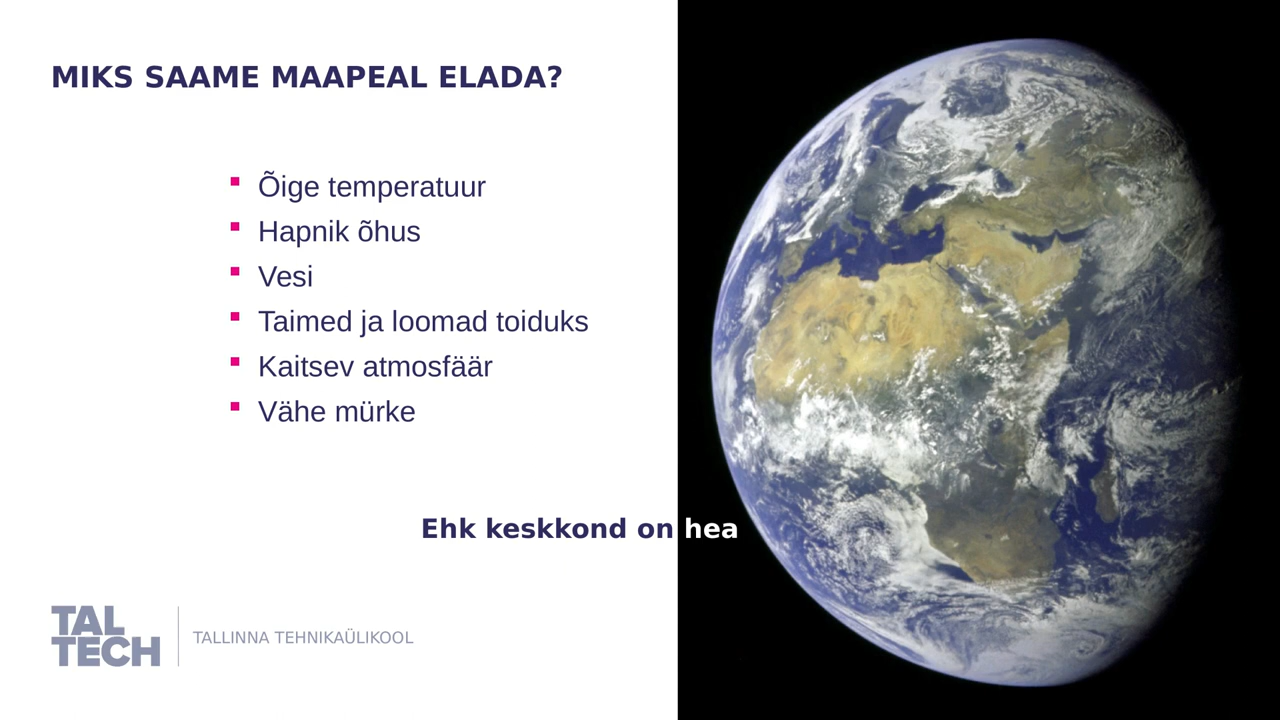 MIKS SAAME MAAPEAL ELADA?
Õige temperatuur
Hapnik õhus
Vesi
Taimed ja loomad toiduks
Kaitsev atmosfäär
Vähe mürke
Ehk keskkond on hea
TAL
TECH
TALLINNA TEHNIKAÜLIKOOL